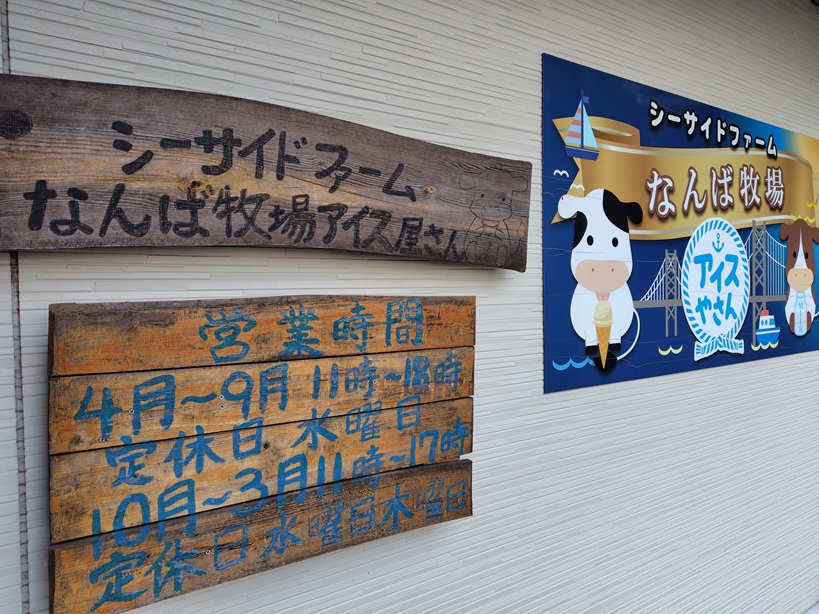 シーサイドファーム
なんば牧場アイス屋さん
営業時間
4月～9月 11時～18時
定休日 水曜日
10月～3月11時～17時
定休日水曜日木曜日
シーサイドファーム
なんば牧場
アイス
やさん